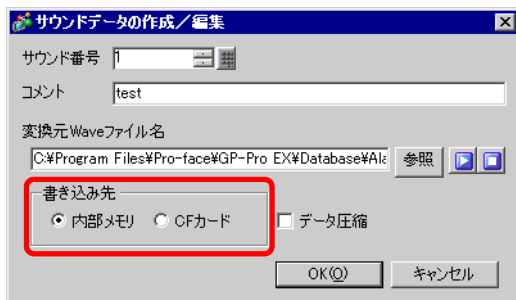 サウンドデータの作成／編集
サウンド番号 1
コメント test
変換元Waveファイル名
C:¥Program Files¥Pro-face¥GP-Pro EX¥Database¥Ala 参照
書き込み先
内部メモリ CFカード データ圧縮
OK(O) キャンセル